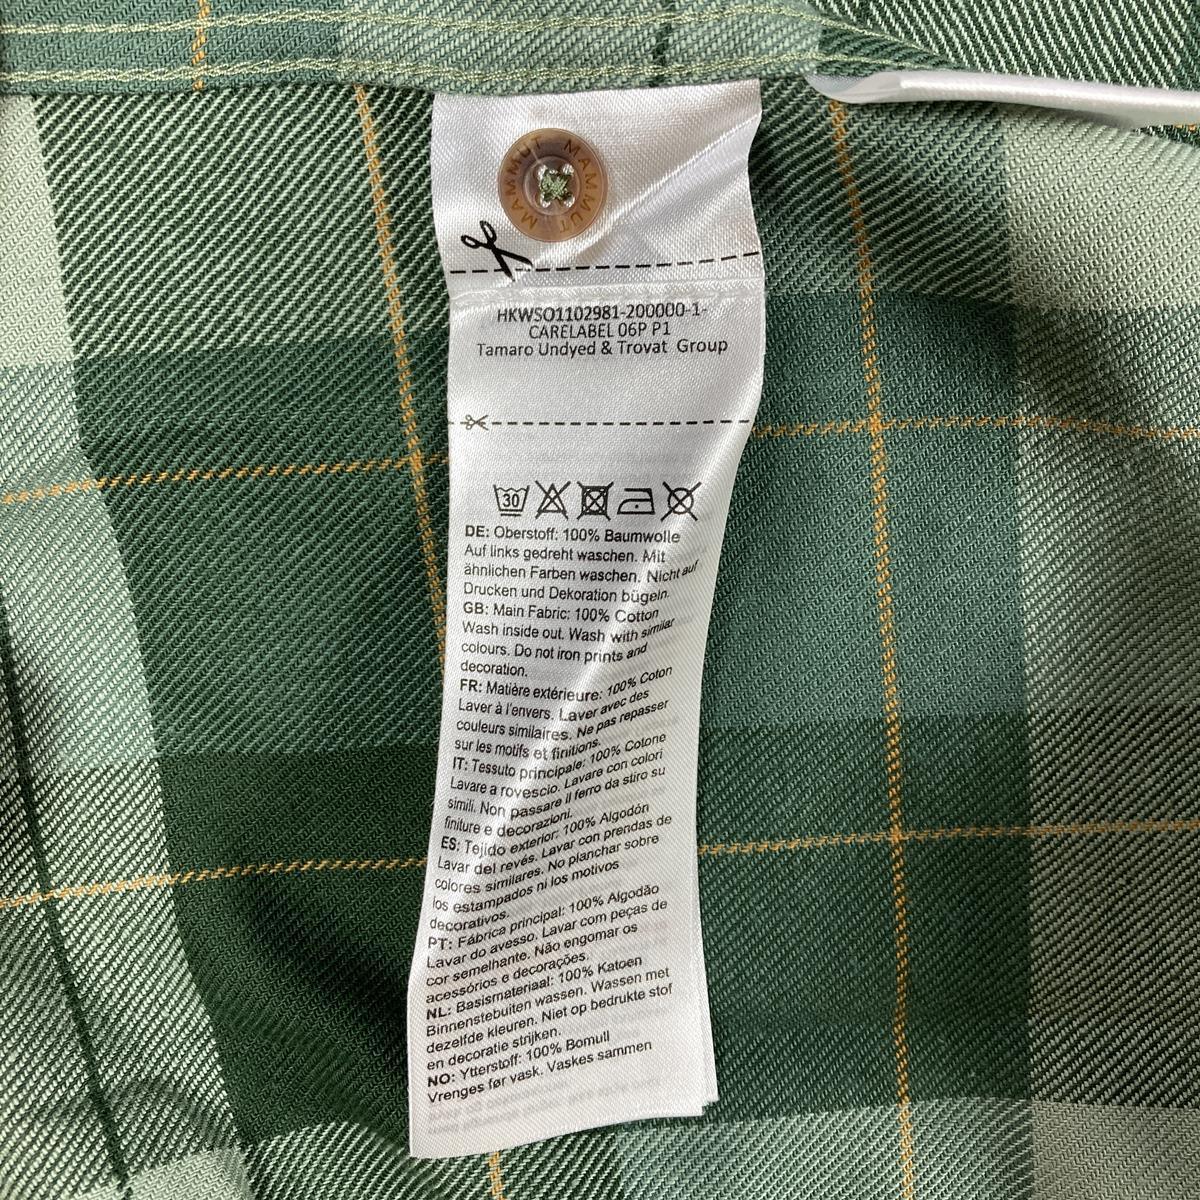 MAMMUT MAMMUT
HKWSO1102981-200000-1-
CARELABEL 06P P1
Tamaro Undyed & Trovat Group
30
DE: Oberstoff: 100% Baumwolle
Auf links gedreht waschen. Mit
ähnlichen Farben waschen. Nicht auf
Drucken und Dekoration bügeln.
GB: Main Fabric: 100% Cotton
Wash inside out. Wash with similar
colours. Do not iron prints and
decoration.
FR: Matière extérieure: 100% Coton
Laver à l'envers. Laver avec des
couleurs similaires. Ne pas repasser
sur les motifs et finitions.
IT: Tessuto principale: 100% Cotone
Lavare a rovescio. Lavare con colori
simili. Non passare il ferro da stiro su
finiture e decorazioni.
ES: Tejido exterior: 100% Algodón
Lavar del revés. Lavar con prendas de
colores similares. No planchar sobre
los estampados ni los motivos
decorativos.
PT: Fábrica principal: 100% Algodão
Lavar do avesso. Lavar com peças de
cor semelhante. Não engomar os
acessórios e decorações.
NL: Basismateriaal: 100% Katoen
Binnenstebuiten wassen. Wassen met
dezelfde kleuren. Niet op bedrukte stof
en decoratie strijken.
NO: Ytterstoff: 100% Bomull
Vrenges før vask. Vaskes sammen